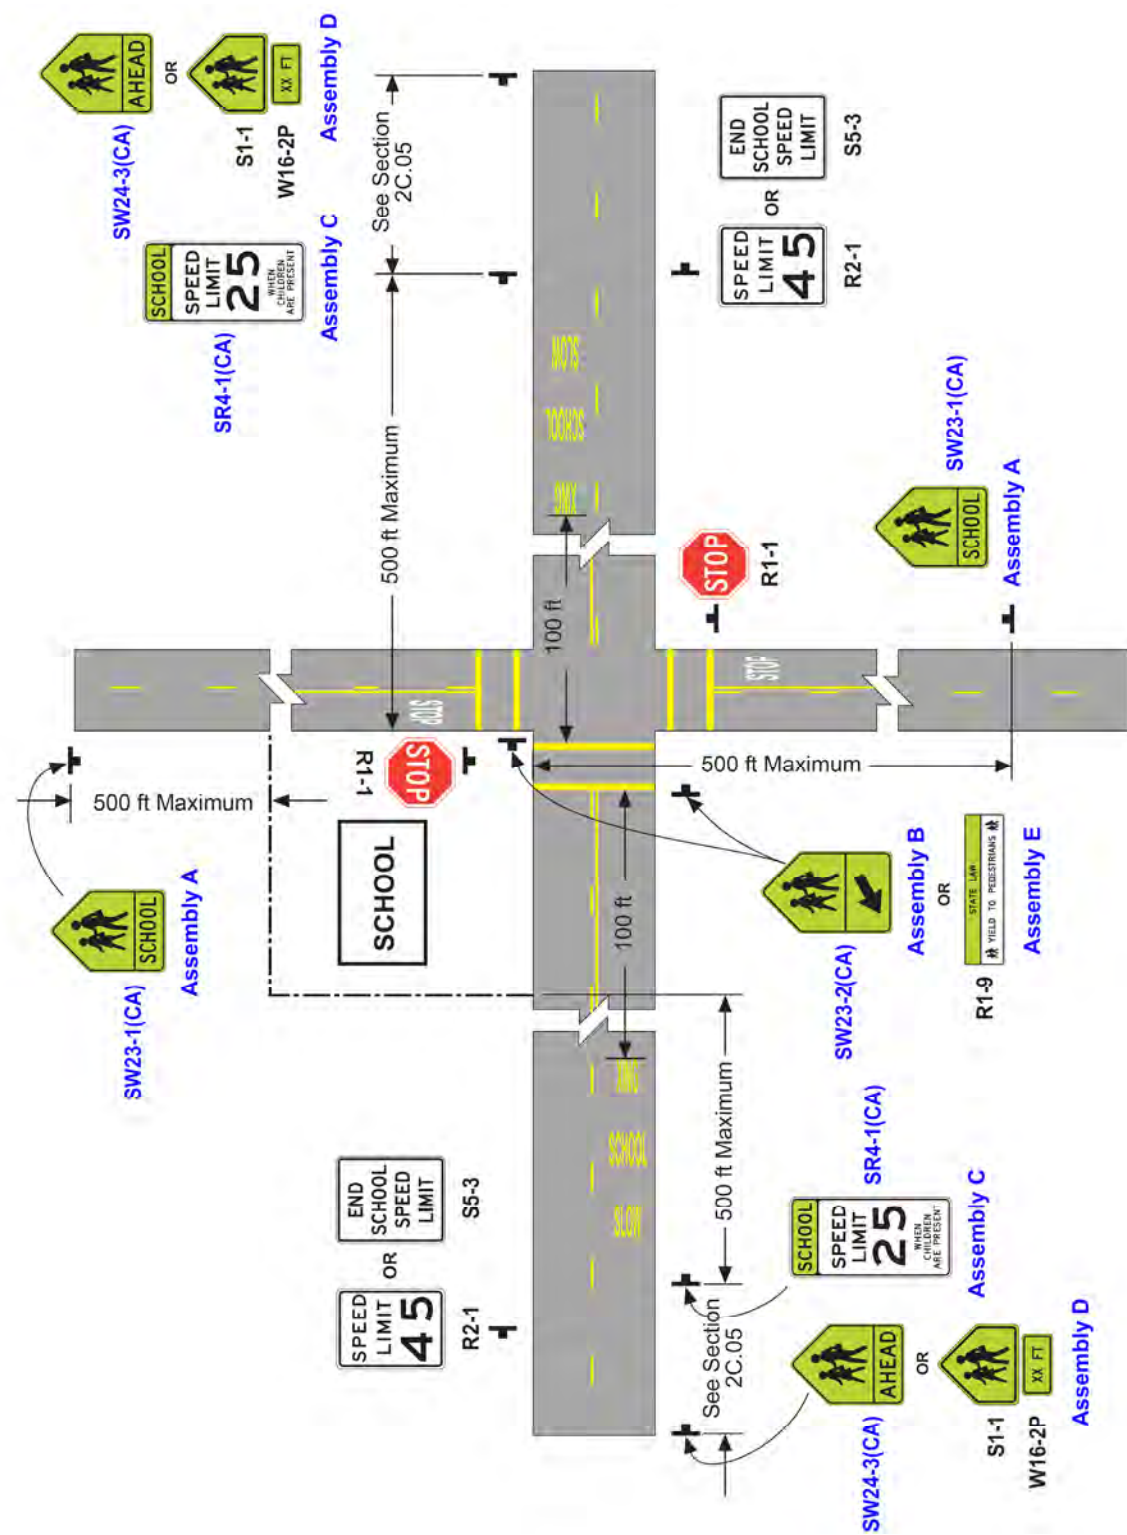 AHEAD
SW24-3(CA)
OR
S1-1
XX FT
W16-2P
Assembly D
SCHOOL
SPEED
LIMIT
25
WHEN
CHILDREN
ARE PRESENT
SR4-1(CA)
Assembly C
See Section
2C.05
500 ft Maximum
END
SCHOOL
SPEED
LIMIT
S5-3
OR
SPEED
LIMIT
45
R2-1
SLOW
SCHOOL
XING
100 ft
STOP
R1-1
SCHOOL
SW23-1(CA)
Assembly A
STOP
STOP
STOP
R1-1
500 ft Maximum
500 ft Maximum
SCHOOL
SW23-1(CA)
Assembly A
SCHOOL
100 ft
SW23-2(CA)
Assembly B
OR
STATE LAW
YIELD TO PEDESTRIANS
R1-9
Assembly E
XING
SCHOOL
SLOW
500 ft Maximum
See Section
2C.05
END
SCHOOL
SPEED
LIMIT
S5-3
OR
SPEED
LIMIT
45
R2-1
SCHOOL
SPEED
LIMIT
25
WHEN
CHILDREN
ARE PRESENT
SR4-1(CA)
Assembly C
AHEAD
SW24-3(CA)
OR
S1-1
XX FT
W16-2P
Assembly D